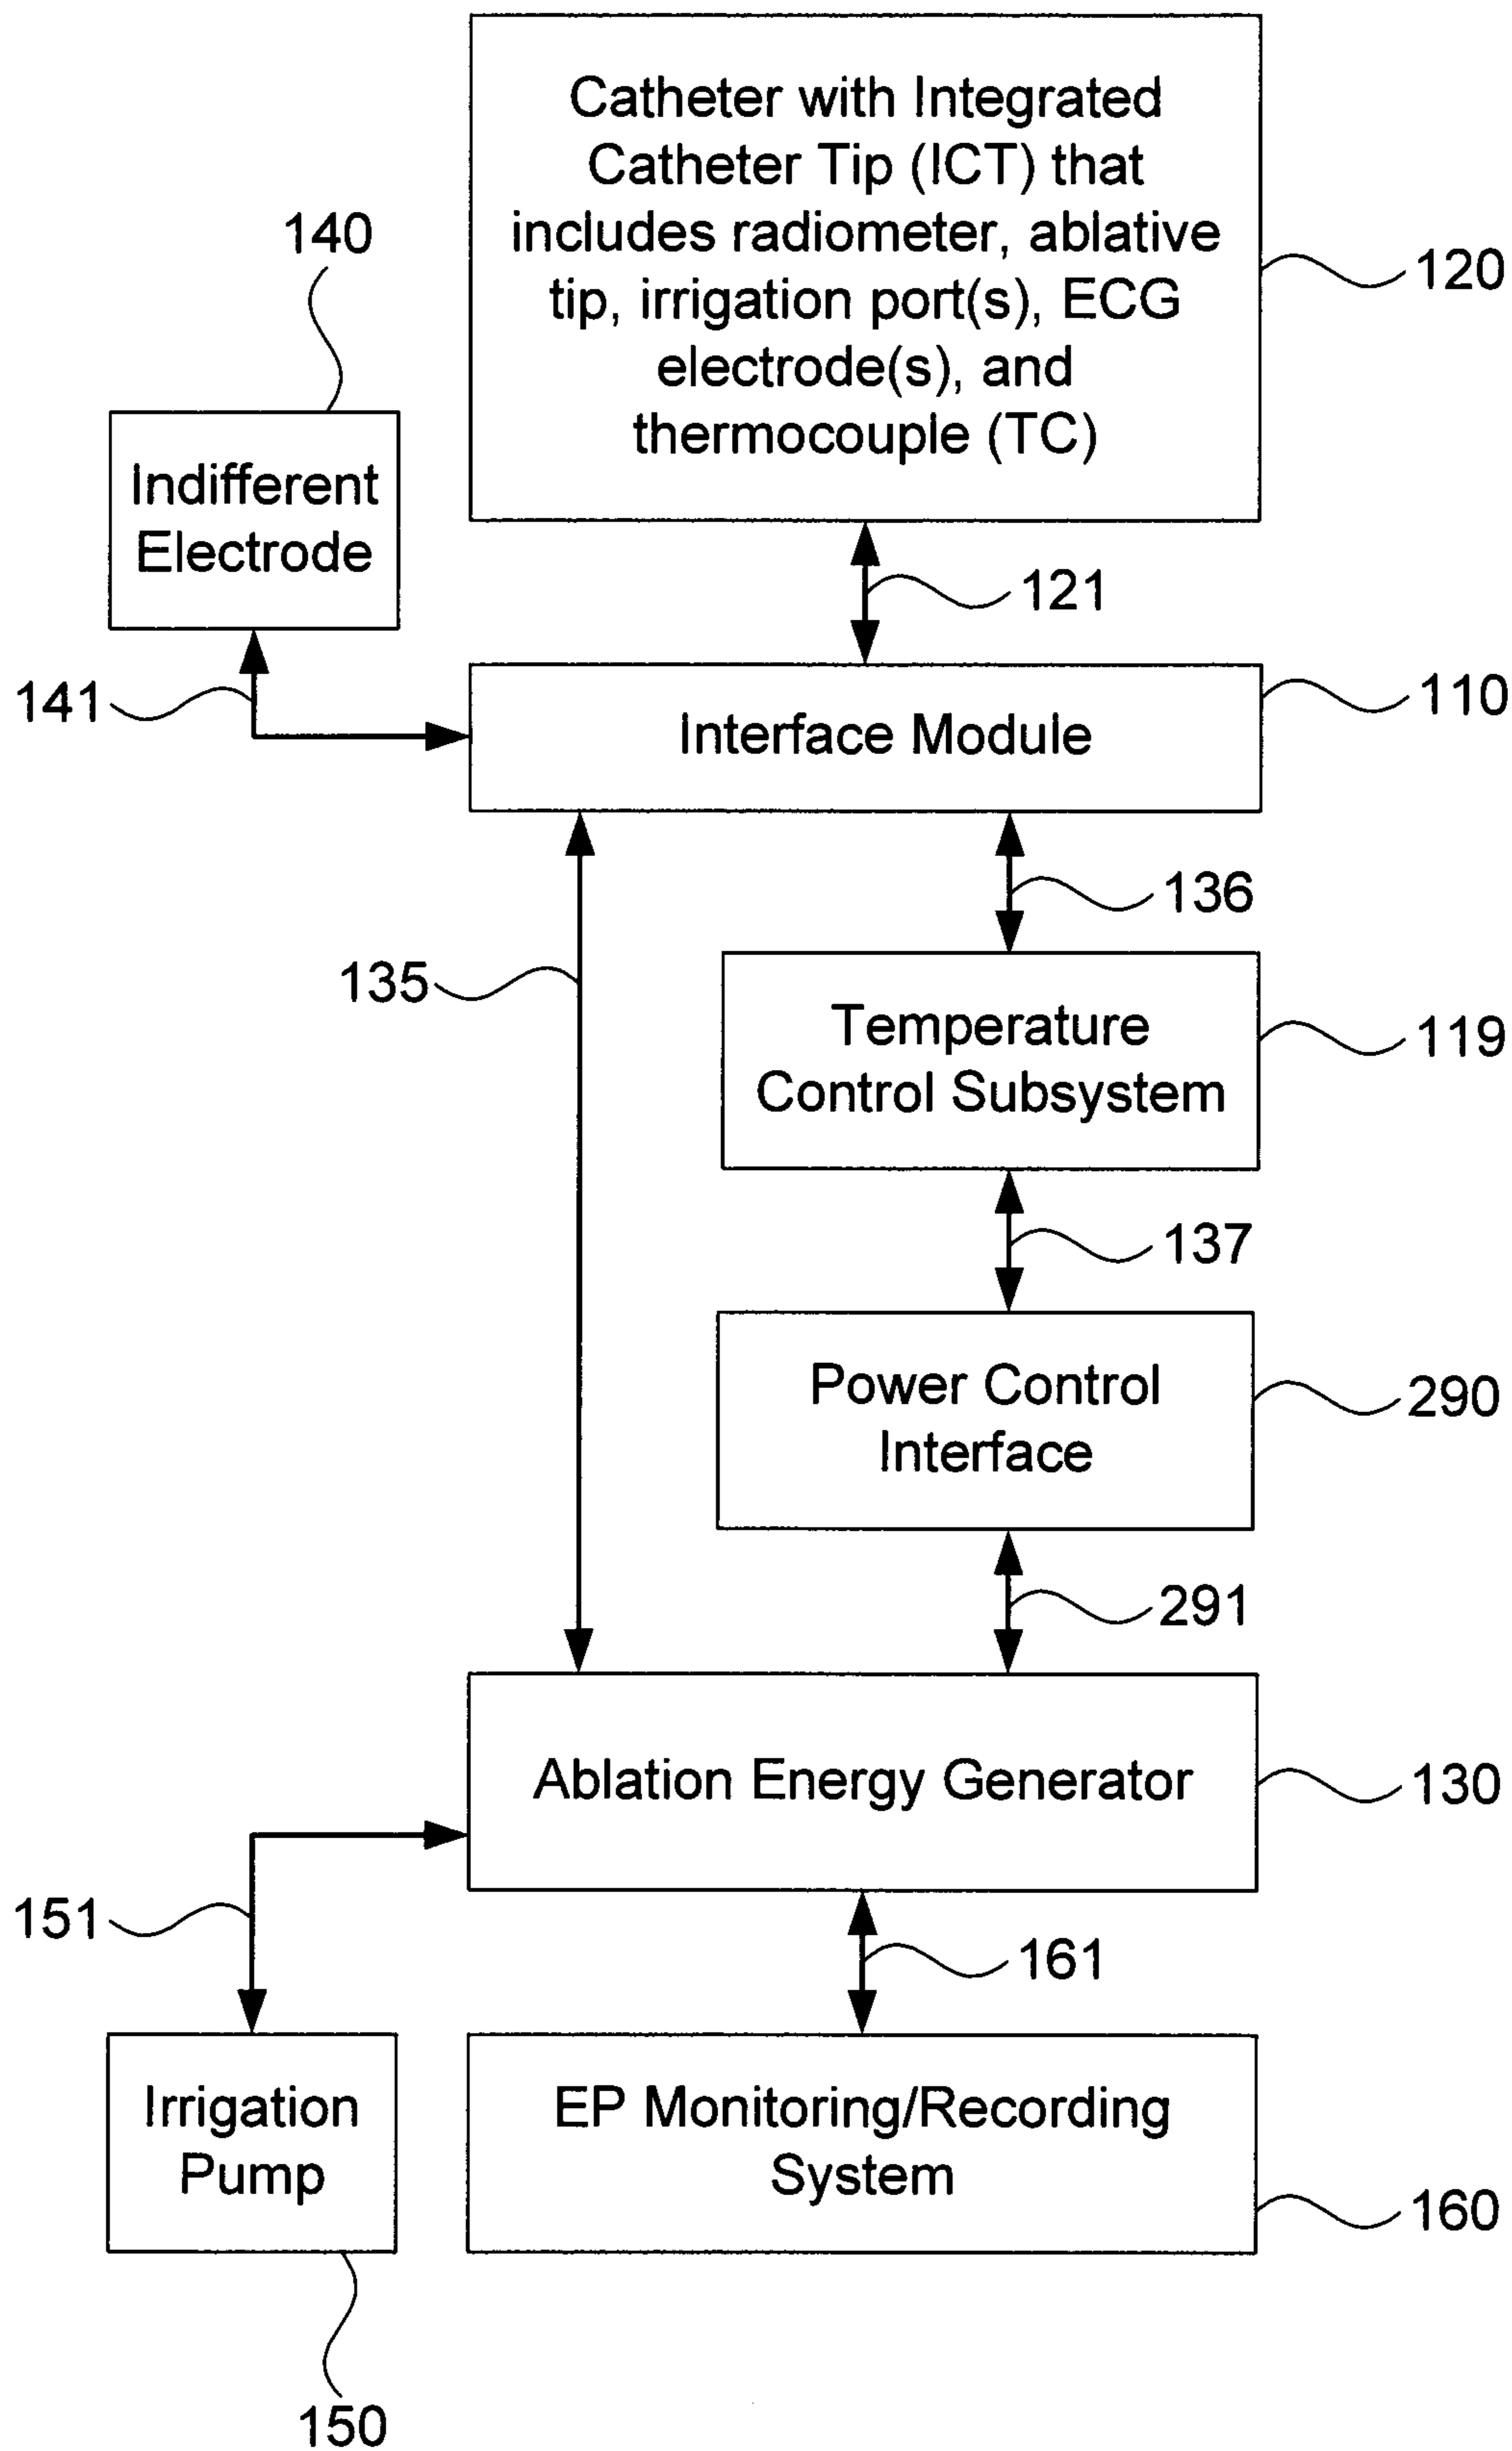 Catheter with Integrated
Catheter Tip (ICT) that
includes radiometer, ablative
tip, irrigation port(s), ECG
electrode(s), and
thermocouple (TC)
120
140
Indifferent
Electrode
121
141
Interface Module
110
136
135
Temperature
Control Subsystem
119
137
Power Control
Interface
290
291
Ablation Energy Generator
130
151
161
Irrigation
Pump
EP Monitoring/Recording
System
160
150